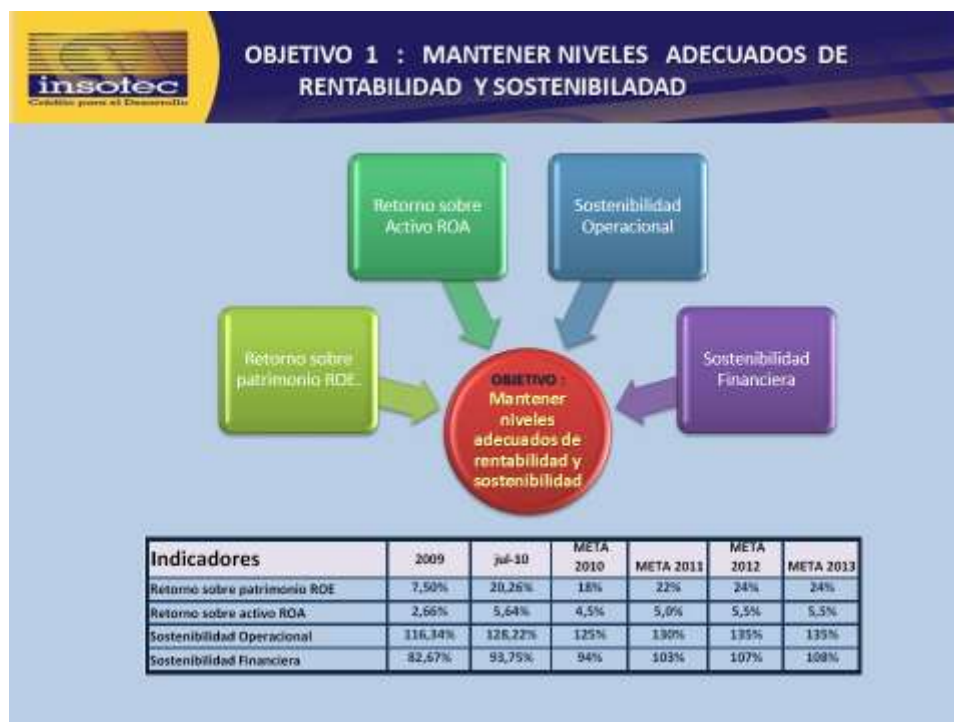 insotec
Crédito para el Desarrollo
OBJETIVO 1 : MANTENER NIVELES ADECUADOS DE
RENTABILIDAD Y SOSTENIBILADAD
Retorno sobre
Activo ROA
Sostenibilidad
Operacional
Retorno sobre
patrimonio ROE.
Sostenibilidad
Financiera
OBJETIVO :
Mantener
niveles
adecuados de
rentabilidad y
sostenibilidad
Indicadores 2009 jul-10 META 2010 META 2011 META 2012 META 2013
Retorno sobre patrimonio ROE 7,50% 20,26% 18% 22% 24% 24%
Retorno sobre activo ROA 2,66% 5,64% 4,5% 5,0% 5,5% 5,5%
Sostenibilidad Operacional 116,34% 128,22% 125% 130% 135% 135%
Sostenibilidad Financiera 82,67% 93,75% 94% 103% 107% 108%